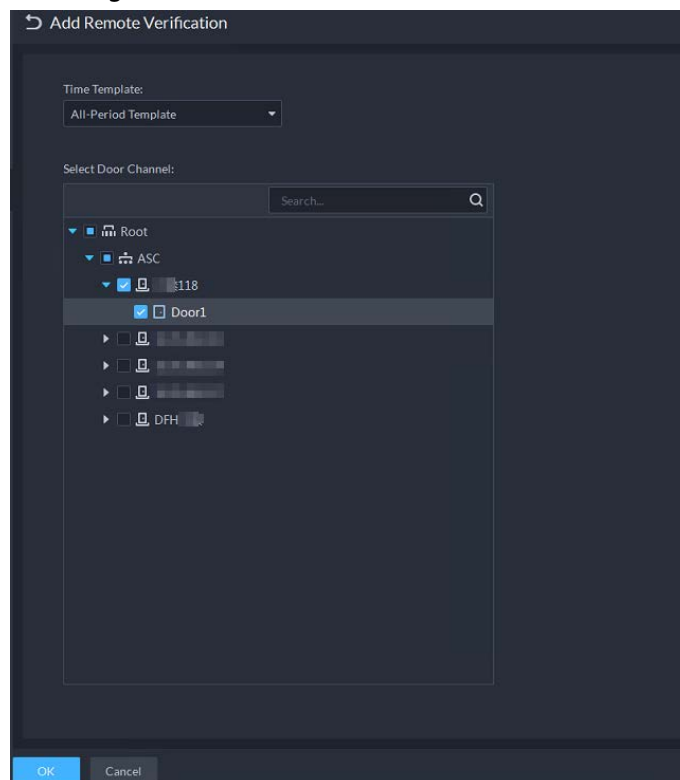 Add Remote Verification
Time Template:
All-Period Template
Select Door Channel:
Search...
Root
ASC
118
Door1
DFH
OK
Cancel